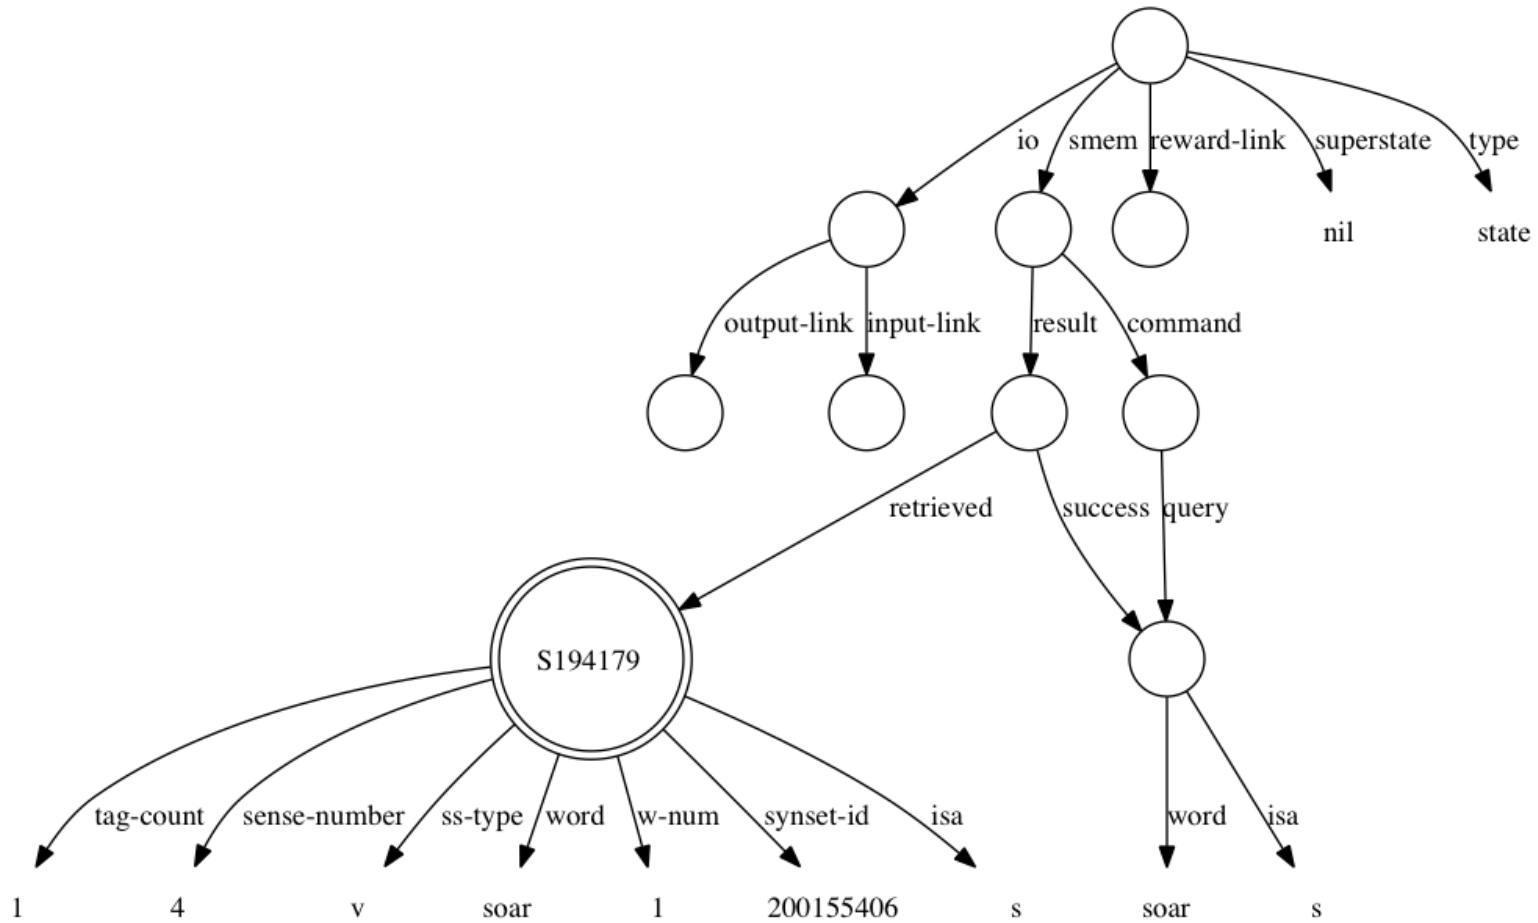 io smem reward-link superstate type
nil state
output-link input-link result command
retrieved success query
S194179
tag-count sense-number ss-type word w-num synset-id isa word isa
1 4 v soar 1 200155406 s soar s